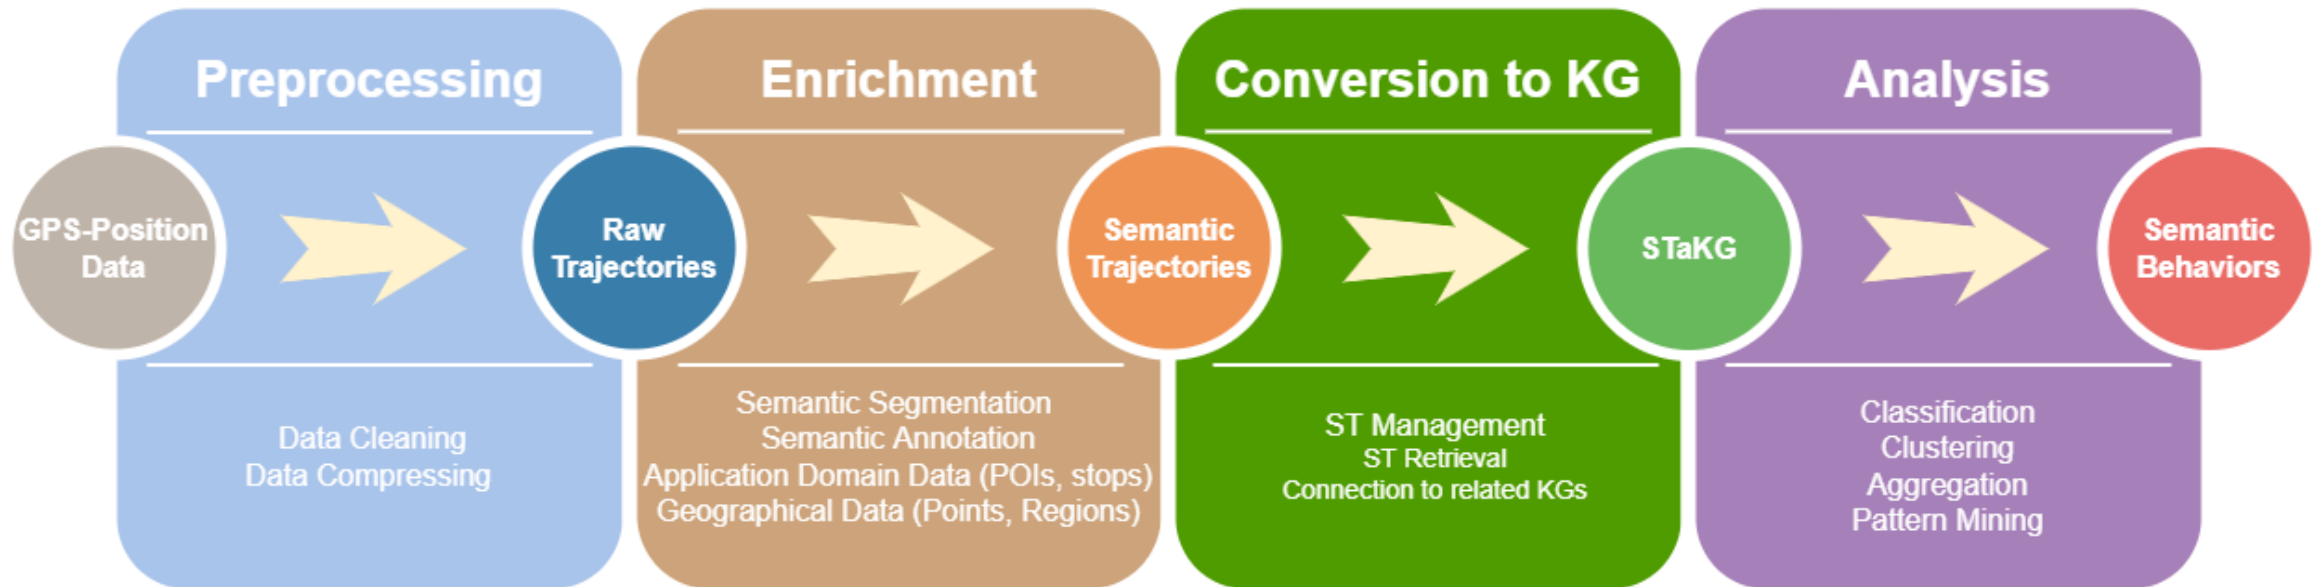 Preprocessing
Enrichment
Conversion to KG
Analysis
GPS-Position
Data
Raw
Trajectories
Semantic
Trajectories
STaKG
Semantic
Behaviors
Data Cleaning
Data Compressing
Semantic Segmentation
Semantic Annotation
Application Domain Data (POIs, stops)
Geographical Data (Points, Regions)
ST Management
ST Retrieval
Connection to related KGs
Classification
Clustering
Aggregation
Pattern Mining